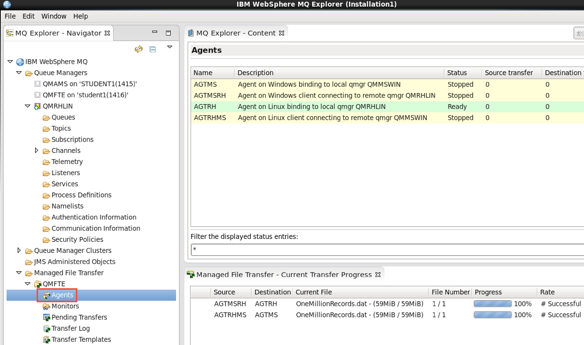 IBM WebSphere MQ Explorer (Installation1)
File Edit Window Help
MQ Explorer - Navigator
IBM WebSphere MQ
Queue Managers
QMAMS on 'STUDENT1(1415)'
QMFTE on 'student1(1416)'
QMRHLIN
Queues
Topics
Subscriptions
Channels
Telemetry
Listeners
Services
Process Definitions
Namelists
Authentication Information
Communication Information
Security Policies
Queue Manager Clusters
JMS Administered Objects
Managed File Transfer
QMFTE
Agents
Monitors
Pending Transfers
Transfer Log
Transfer Templates
MQ Explorer - Content
Agents
Name Description Status Source transfer Destination
AGTMS Agent on Windows binding to local qmgr QMMSWIN Stopped 0 0
AGTMSRH Agent on Windows client connecting to remote qmgr QMRHLIN Stopped 0 0
AGTRH Agent on Linux binding to local qmgr QMRHLIN Ready 0 0
AGTRHMS Agent on Linux client connecting to remote qmgr QMMSWIN Stopped 0 0
Filter the displayed status entries:
*
Managed File Transfer - Current Transfer Progress
Source Destination Current File File Number Progress Rate
AGTMSRH AGTRH OneMillionRecords.dat - (59MiB / 59MiB) 1 / 1 100% # Successful
AGTRHMS AGTMS OneMillionRecords.dat - (59MiB / 59MiB) 1 / 1 100% # Successful